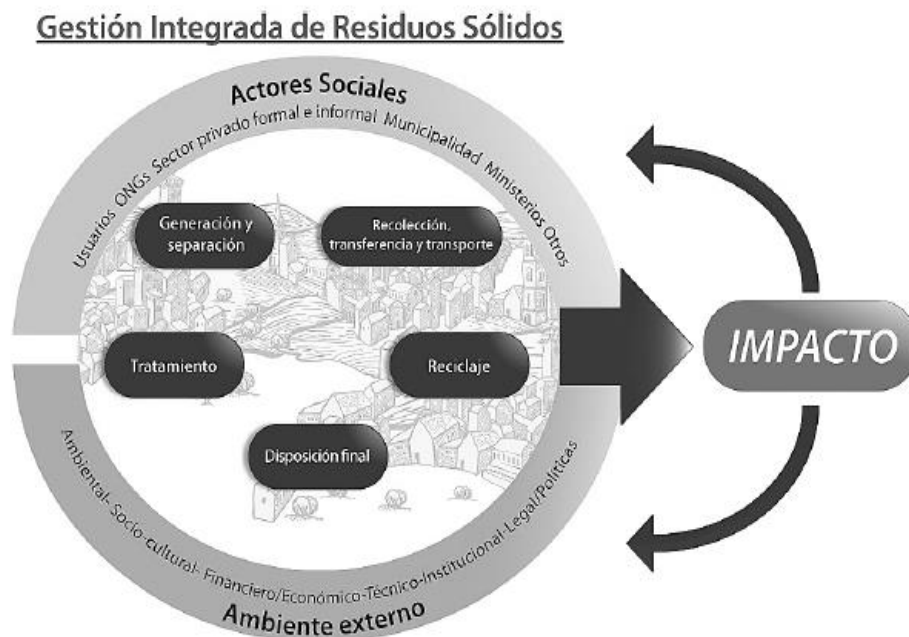 Gestión Integrada de Residuos Sólidos
Actores Sociales
Usuarios ONGs Sector privado formal e informal Municipalidad Ministerios Otros
Generación y
separación
Recolección,
transferencia y transporte
Tratamiento
Reciclaje
IMPACTO
Disposición final
Ambiental- Socio-cultural- Financiero/Económico-Técnico-Institucional-Legal/Políticas
Ambiente externo